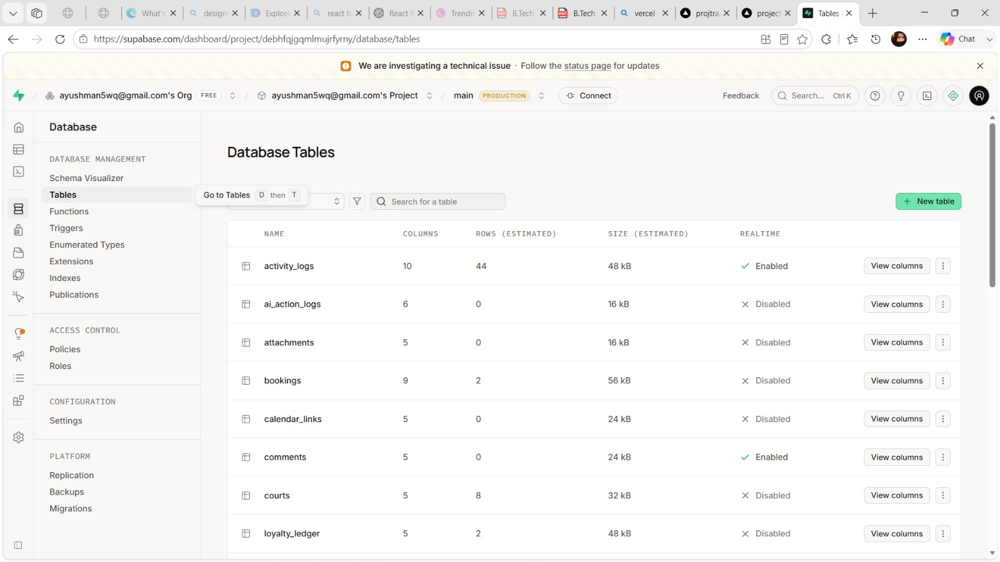 What's
design
Explore
react b
React B
Trendin
B.Tech
B.Tech
vercel -
projtra
project
Tables
https://supabase.com/dashboard/project/debhfqjgqmlmujrfyrny/database/tables
Chat
We are investigating a technical issue · Follow the status page for updates
ayushman5wq@gmail.com's Org FREE / ayushman5wq@gmail.com's Project / main PRODUCTION Connect Feedback Search... Ctrl K
Database
DATABASE MANAGEMENT
Schema Visualizer
Tables
Functions
Triggers
Enumerated Types
Extensions
Indexes
Publications
ACCESS CONTROL
Policies
Roles
CONFIGURATION
Settings
PLATFORM
Replication
Backups
Migrations
Database Tables
Go to Tables D then T
Search for a table
New table
NAME COLUMNS ROWS (ESTIMATED) SIZE (ESTIMATED) REALTIME
activity_logs 10 44 48 kB Enabled View columns
ai_action_logs 6 0 16 kB Disabled View columns
attachments 5 0 16 kB Disabled View columns
bookings 9 2 56 kB Disabled View columns
calendar_links 5 0 24 kB Disabled View columns
comments 5 0 24 kB Enabled View columns
courts 5 8 32 kB Disabled View columns
loyalty_ledger 5 2 48 kB Disabled View columns